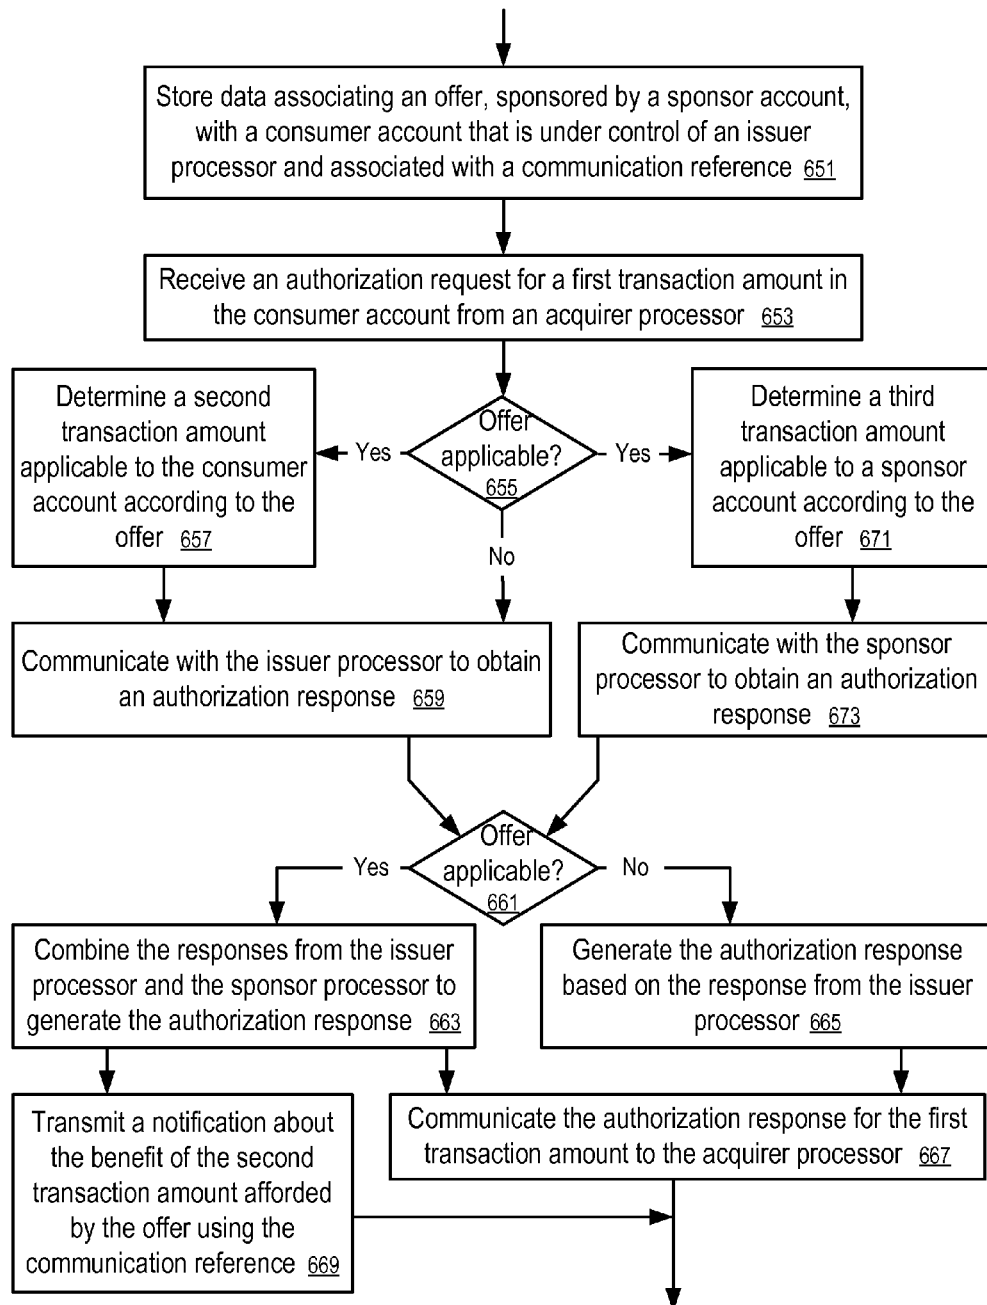 Store data associating an offer, sponsored by a sponsor account,
with a consumer account that is under control of an issuer
processor and associated with a communication reference 651
Receive an authorization request for a first transaction amount in
the consumer account from an acquirer processor 653
Determine a second
transaction amount
applicable to the consumer
account according to the
offer 657
Yes
Offer
applicable?
655
Yes
Determine a third
transaction amount
applicable to a sponsor
account according to the
offer 671
No
Communicate with the issuer processor to obtain
an authorization response 659
Communicate with the sponsor
processor to obtain an authorization
response 673
Yes
Offer
applicable?
661
No
Combine the responses from the issuer
processor and the sponsor processor to
generate the authorization response 663
Generate the authorization response
based on the response from the issuer
processor 665
Transmit a notification about
the benefit of the second
transaction amount afforded
by the offer using the
communication reference 669
Communicate the authorization response for the first
transaction amount to the acquirer processor 667